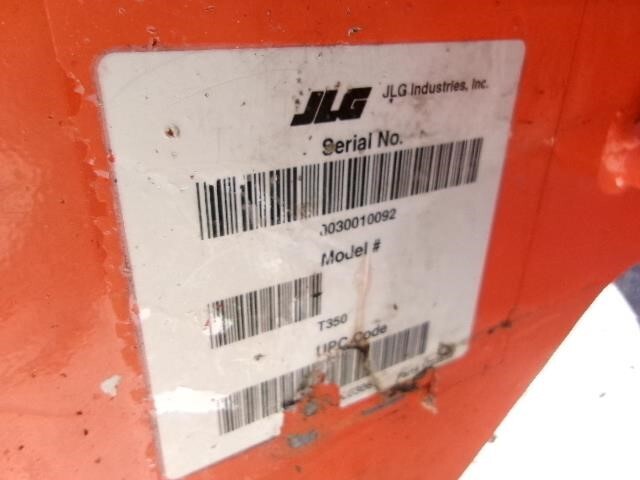 JLG JLG Industries, Inc.
Serial No.
0030010092
Model #
T350
UPC Code